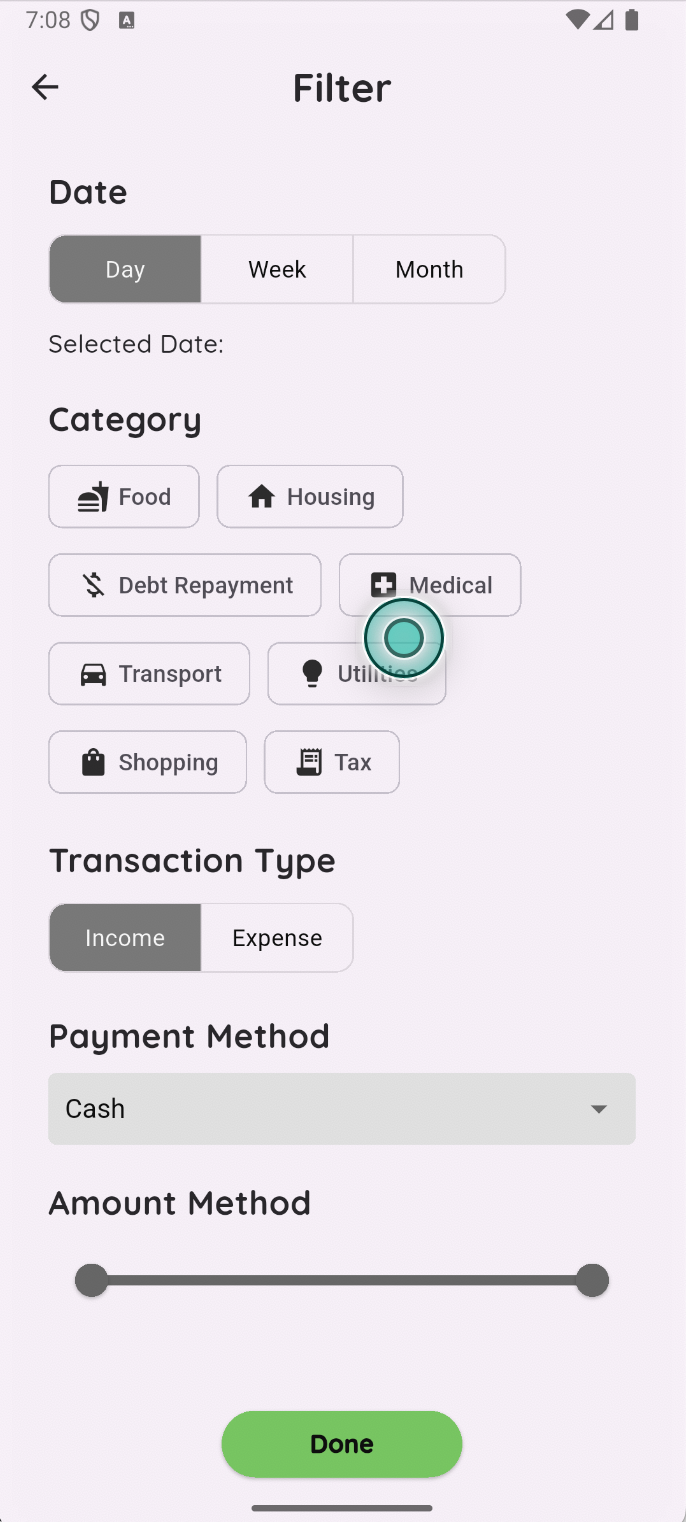 7:08 A
Filter
Date
Day Week Month
Selected Date:
Category
Food Housing
Debt Repayment Medical
Transport Utilities
Shopping Tax
Transaction Type
Income Expense
Payment Method
Cash
Amount Method
Done